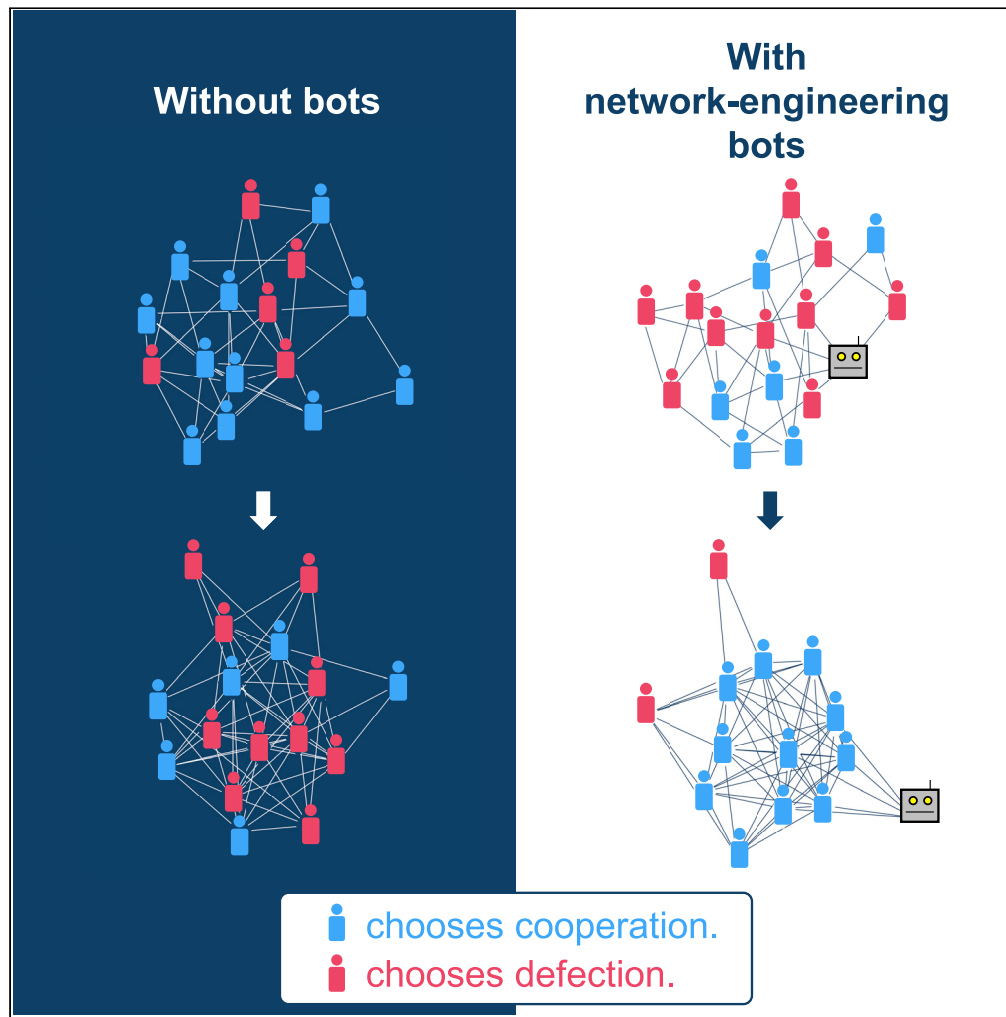 Without bots
With
network-engineering
bots
chooses cooperation.
chooses defection.